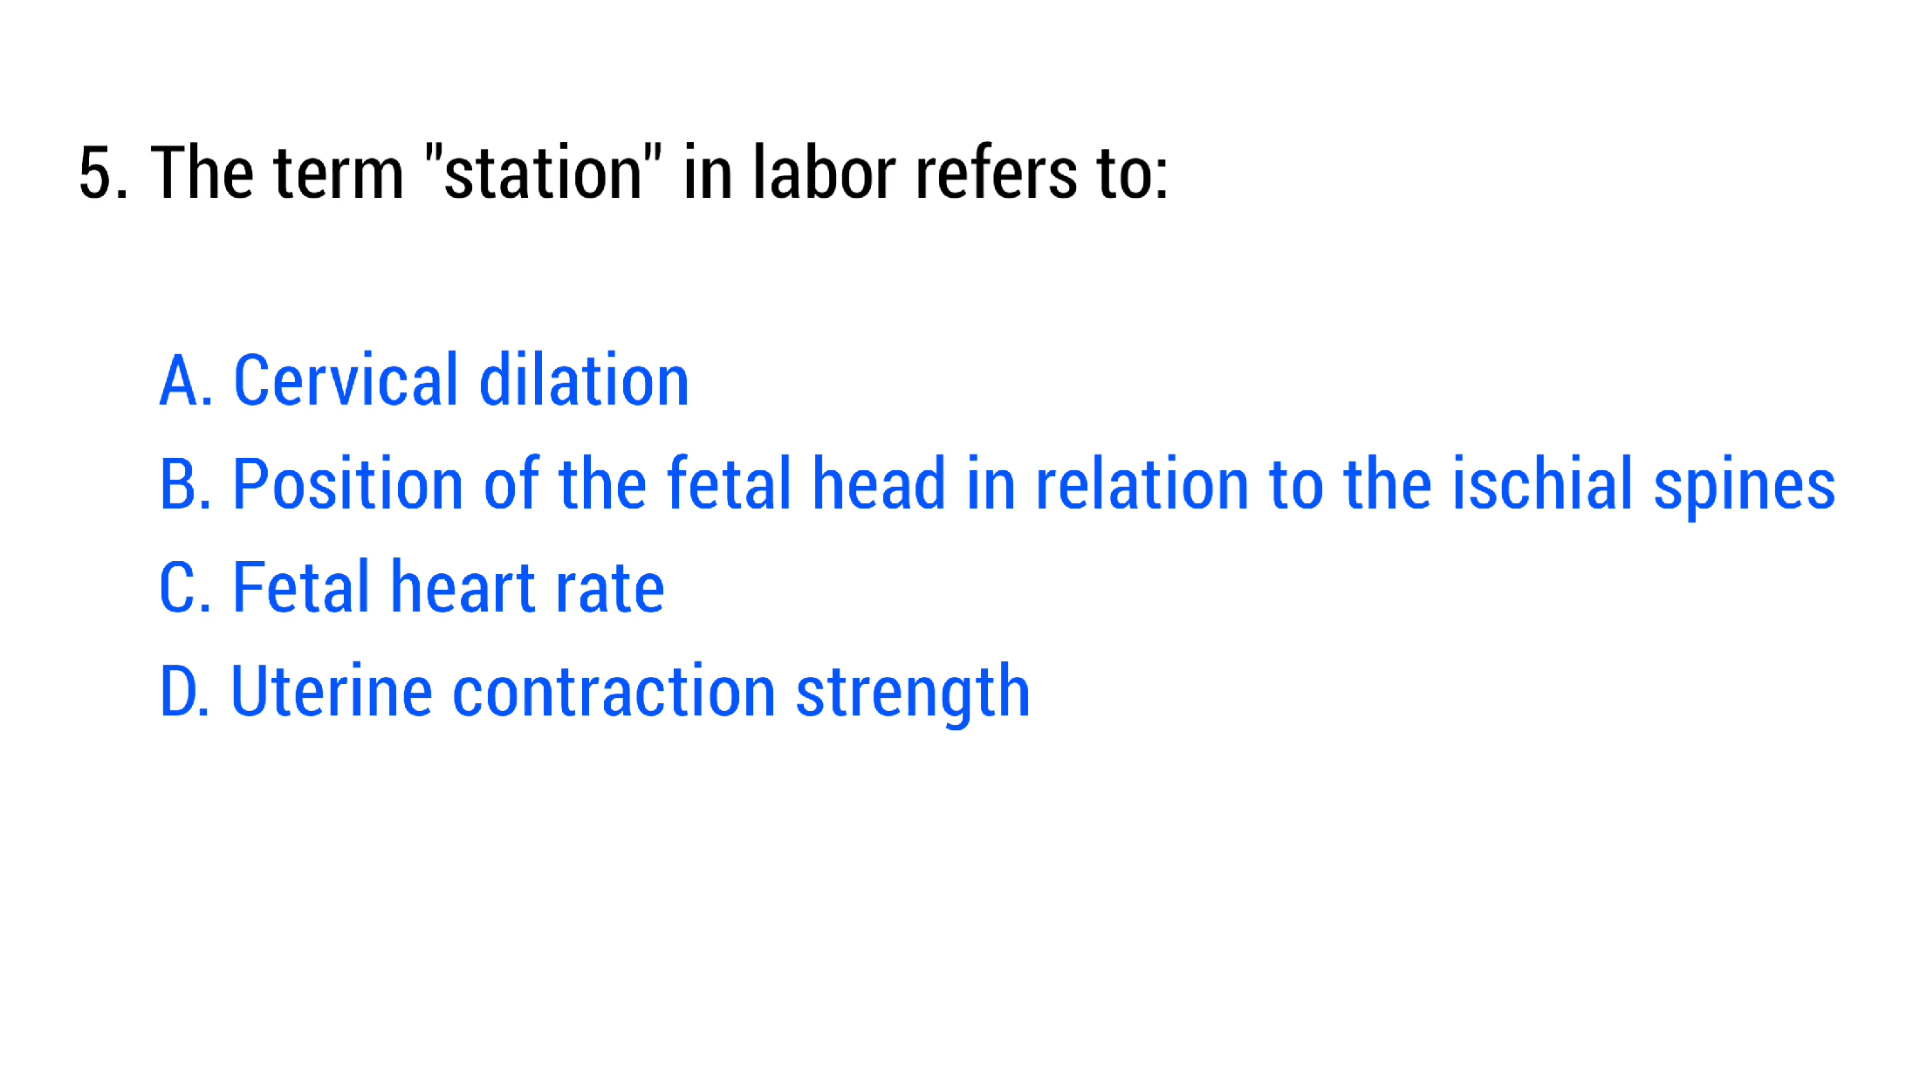 5. The term "station" in labor refers to:
A. Cervical dilation
B. Position of the fetal head in relation to the ischial spines
C. Fetal heart rate
D. Uterine contraction strength